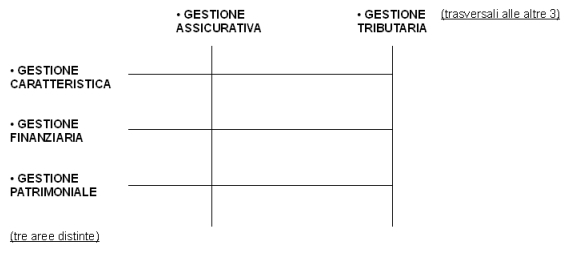 • GESTIONE
ASSICURATIVA
• GESTIONE
TRIBUTARIA
(trasversali alle altre 3)
• GESTIONE
CARATTERISTICA
• GESTIONE
FINANZIARIA
• GESTIONE
PATRIMONIALE
(tre aree distinte)